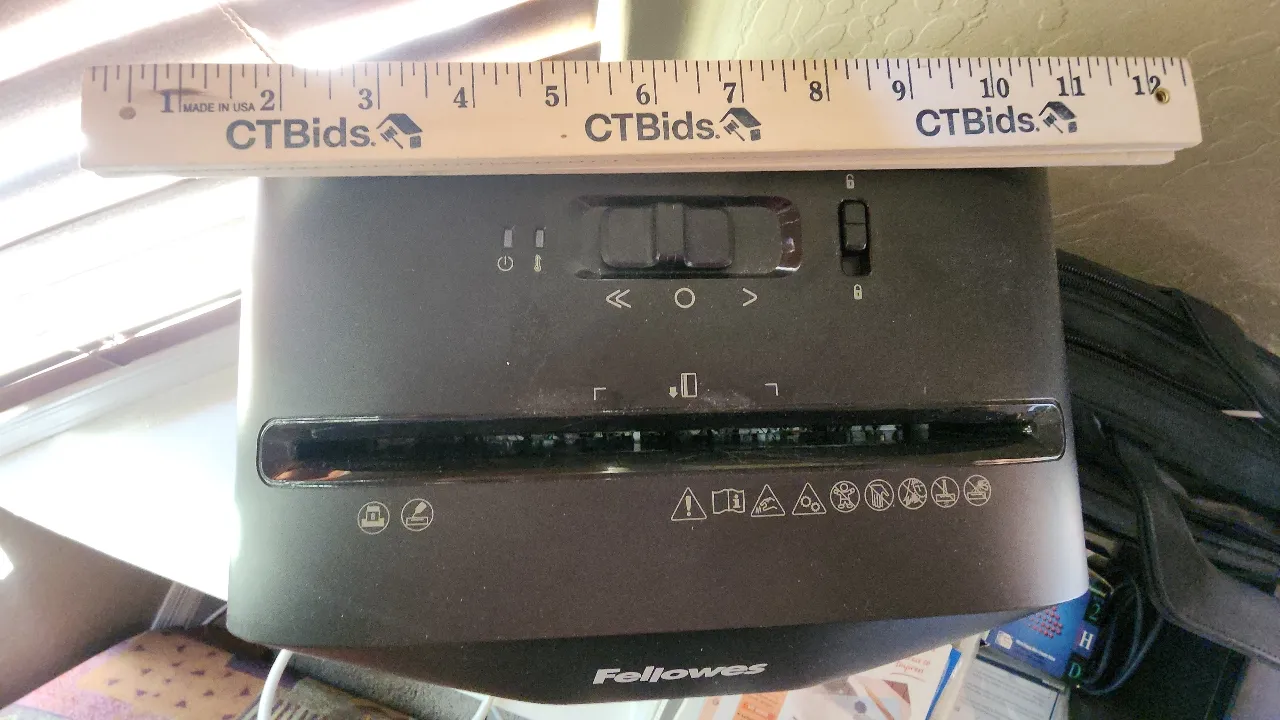 1 2 3 4 5 6 7 8 9 10 11 12
MADE IN USA
CTBids. CTBids. CTBids.
Fellowes
2
H
D